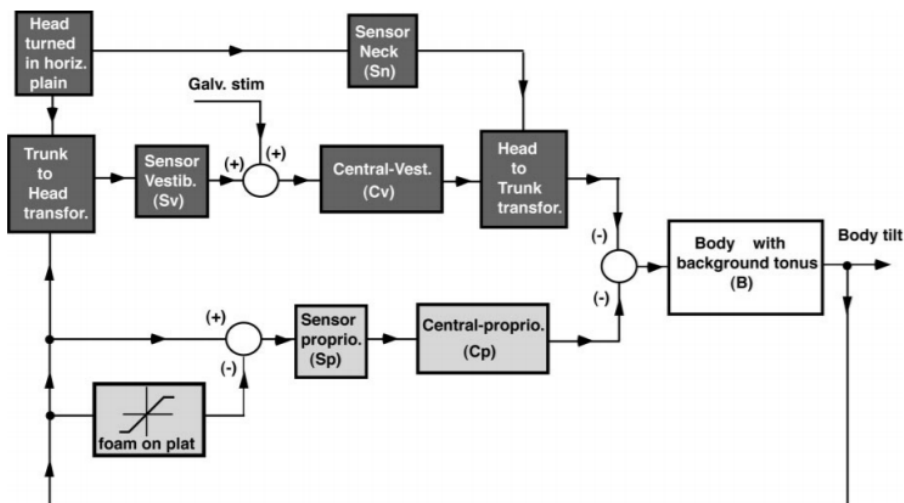 Head
turned
in horiz.
plain
Sensor
Neck
(Sn)
Galv. stim
Trunk
to
Head
transfor.
Sensor
Vestib.
(Sv)
(+)
(+)
Central-Vest.
(Cv)
Head
to
Trunk
transfor.
(-)
(-)
Body with
background tonus
(B)
Body tilt
(+)
(-)
Sensor
proprio.
(Sp)
Central-proprio.
(Cp)
foam on plat